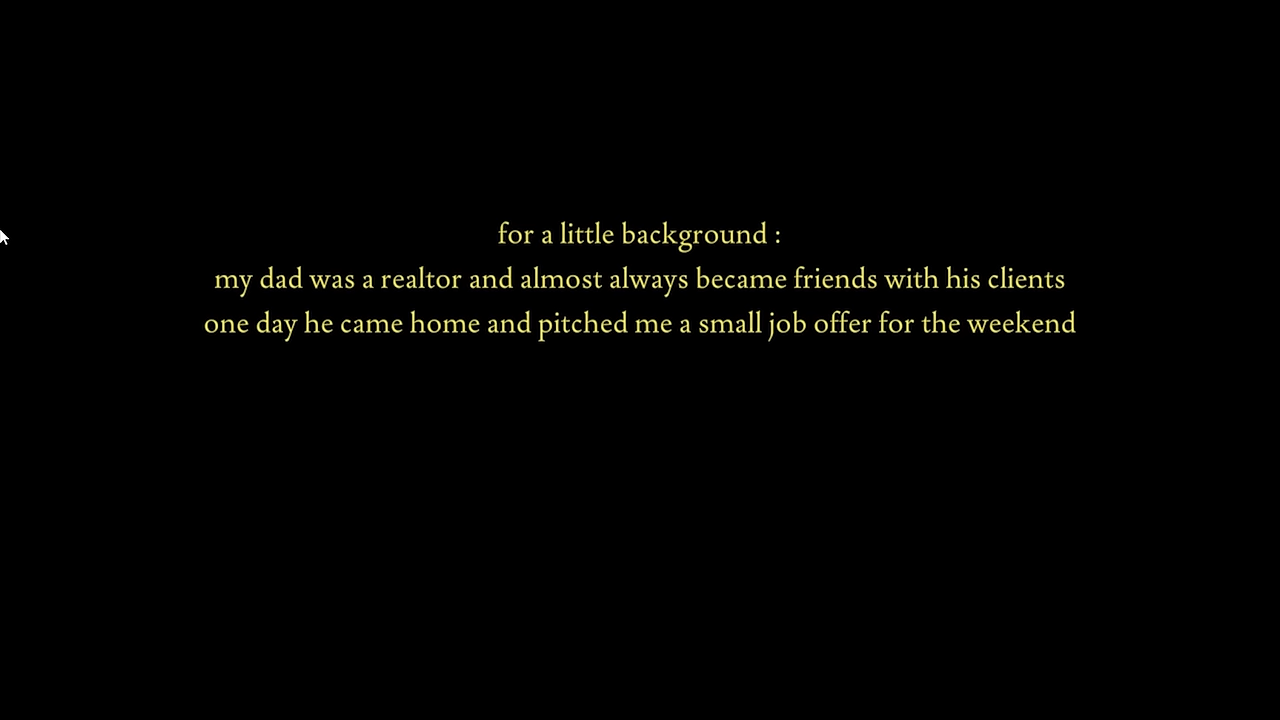 for a little background :
my dad was a realtor and almost always became friends with his clients
one day he came home and pitched me a small job offer for the weekend